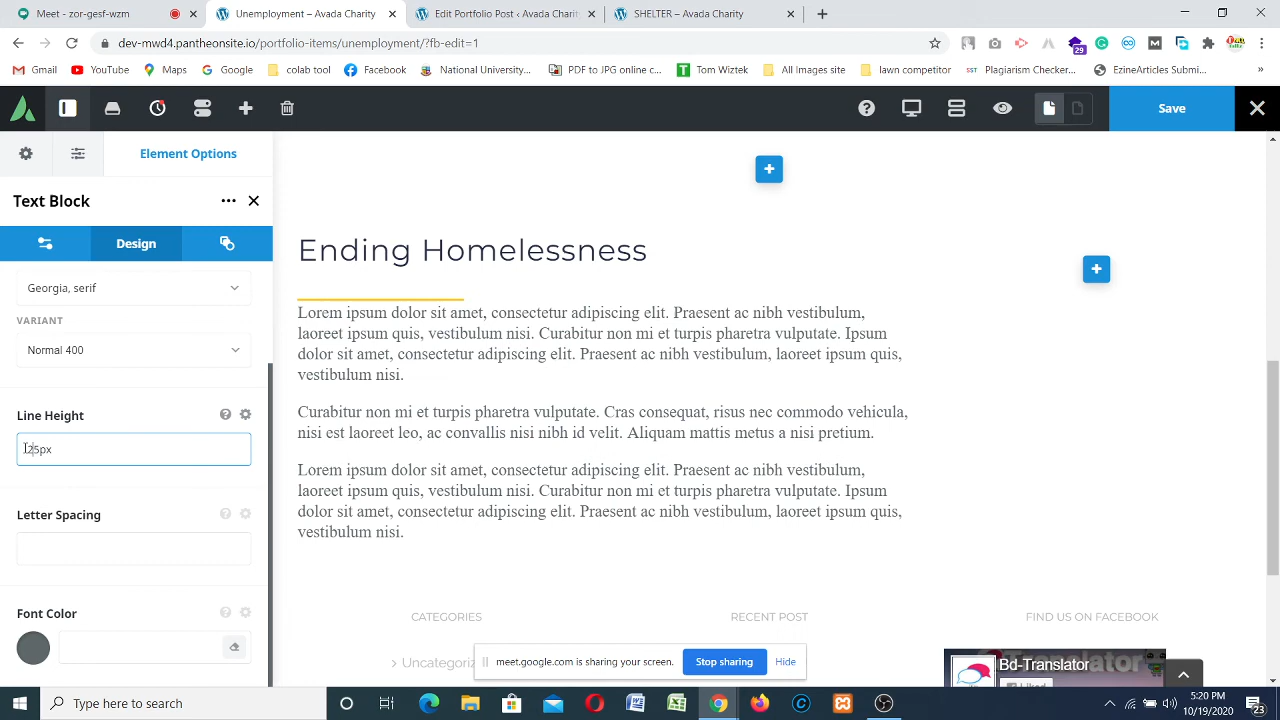 zor-gesf-wqd
Unemployment – Avada Charity
Edit Portfolio Post ‹ Avada Charity
SHELTER – Avada Charity
dev-mwd4.pantheonsite.io/portfolio-items/unemployment/?fb-edit=1
29
Gmail
YouTube
Maps
Google
colab tool
Facebook
National University...
PDF to JPG online c...
Tom Wiztek
All Images site
lawn competitor
SST Plagiarism Checker...
EzineArticles Submi...
Save
Element Options
Text Block
Design
Georgia, serif
VARIANT
Normal 400
Line Height
25px
Letter Spacing
Font Color
Ending Homelessness
Lorem ipsum dolor sit amet, consectetur adipiscing elit. Praesent ac nibh vestibulum,
laoreet ipsum quis, vestibulum nisi. Curabitur non mi et turpis pharetra vulputate. Ipsum
dolor sit amet, consectetur adipiscing elit. Praesent ac nibh vestibulum, laoreet ipsum quis,
vestibulum nisi.
Curabitur non mi et turpis pharetra vulputate. Cras consequat, risus nec commodo vehicula,
nisi est laoreet leo, ac convallis nisi nibh id velit. Aliquam mattis metus a nisi pretium.
Lorem ipsum dolor sit amet, consectetur adipiscing elit. Praesent ac nibh vestibulum,
laoreet ipsum quis, vestibulum nisi. Curabitur non mi et turpis pharetra vulputate. Ipsum
dolor sit amet, consectetur adipiscing elit. Praesent ac nibh vestibulum, laoreet ipsum quis,
vestibulum nisi.
CATEGORIES
RECENT POST
FIND US ON FACEBOOK
Uncategoriz
meet.google.com is sharing your screen.
Stop sharing
Hide
Bd-Translator
Type here to search
5:20 PM
10/19/2020
23